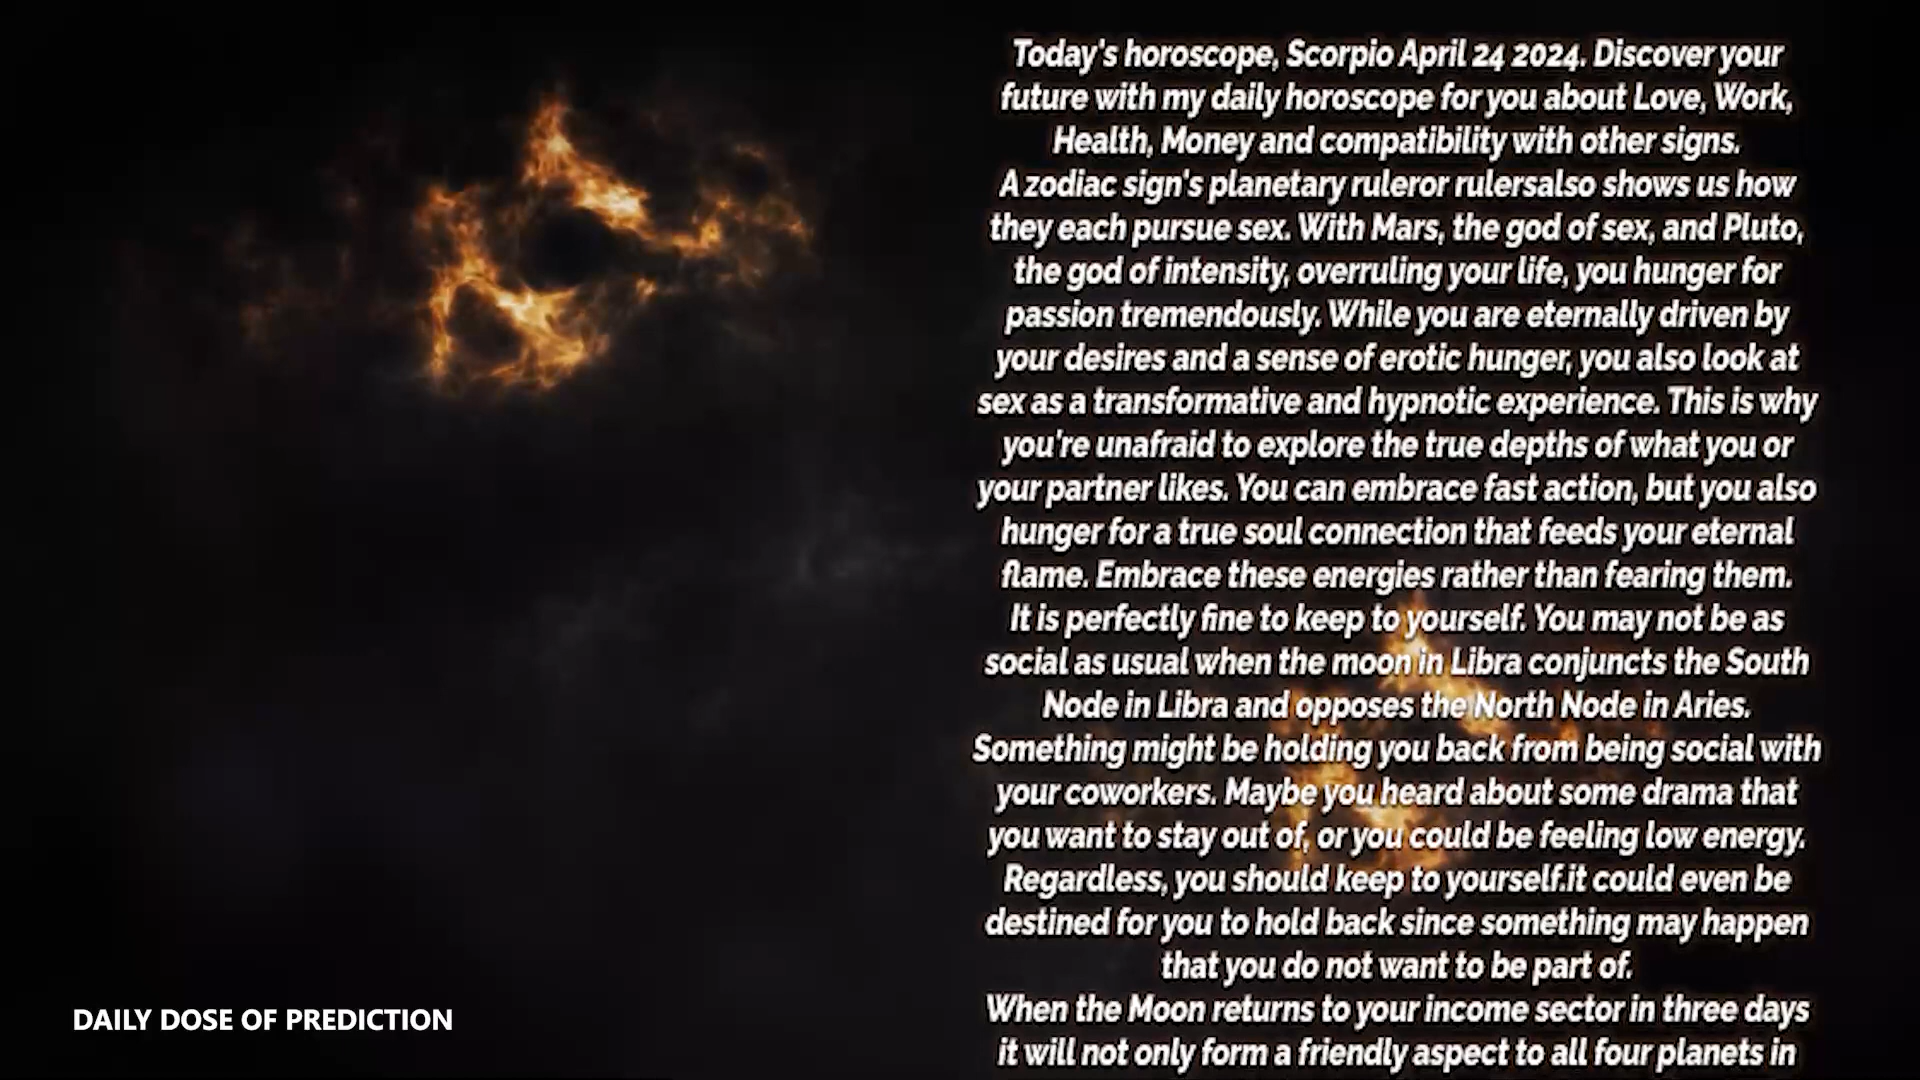 Today's horoscope, Scorpio April 24 2024. Discover your
future with my daily horoscope for you about Love, Work,
Health, Money and compatibility with other signs.
A zodiac sign's planetary ruleror rulersalso shows us how
they each pursue sex. With Mars, the god of sex, and Pluto,
the god of intensity, overruling your life, you hunger for
passion tremendously. While you are eternally driven by
your desires and a sense of erotic hunger, you also look at
sex as a transformative and hypnotic experience. This is why
you're unafraid to explore the true depths of what you or
your partner likes. You can embrace fast action, but you also
hunger for a true soul connection that feeds your eternal
flame. Embrace these energies rather than fearing them.
It is perfectly fine to keep to yourself. You may not be as
social as usual when the moon in Libra conjuncts the South
Node in Libra and opposes the North Node in Aries.
Something might be holding you back from being social with
your coworkers. Maybe you heard about some drama that
you want to stay out of, or you could be feeling low energy.
Regardless, you should keep to yourself.it could even be
destined for you to hold back since something may happen
that you do not want to be part of.
When the Moon returns to your income sector in three days
it will not only form a friendly aspect to all four planets in
DAILY DOSE OF PREDICTION